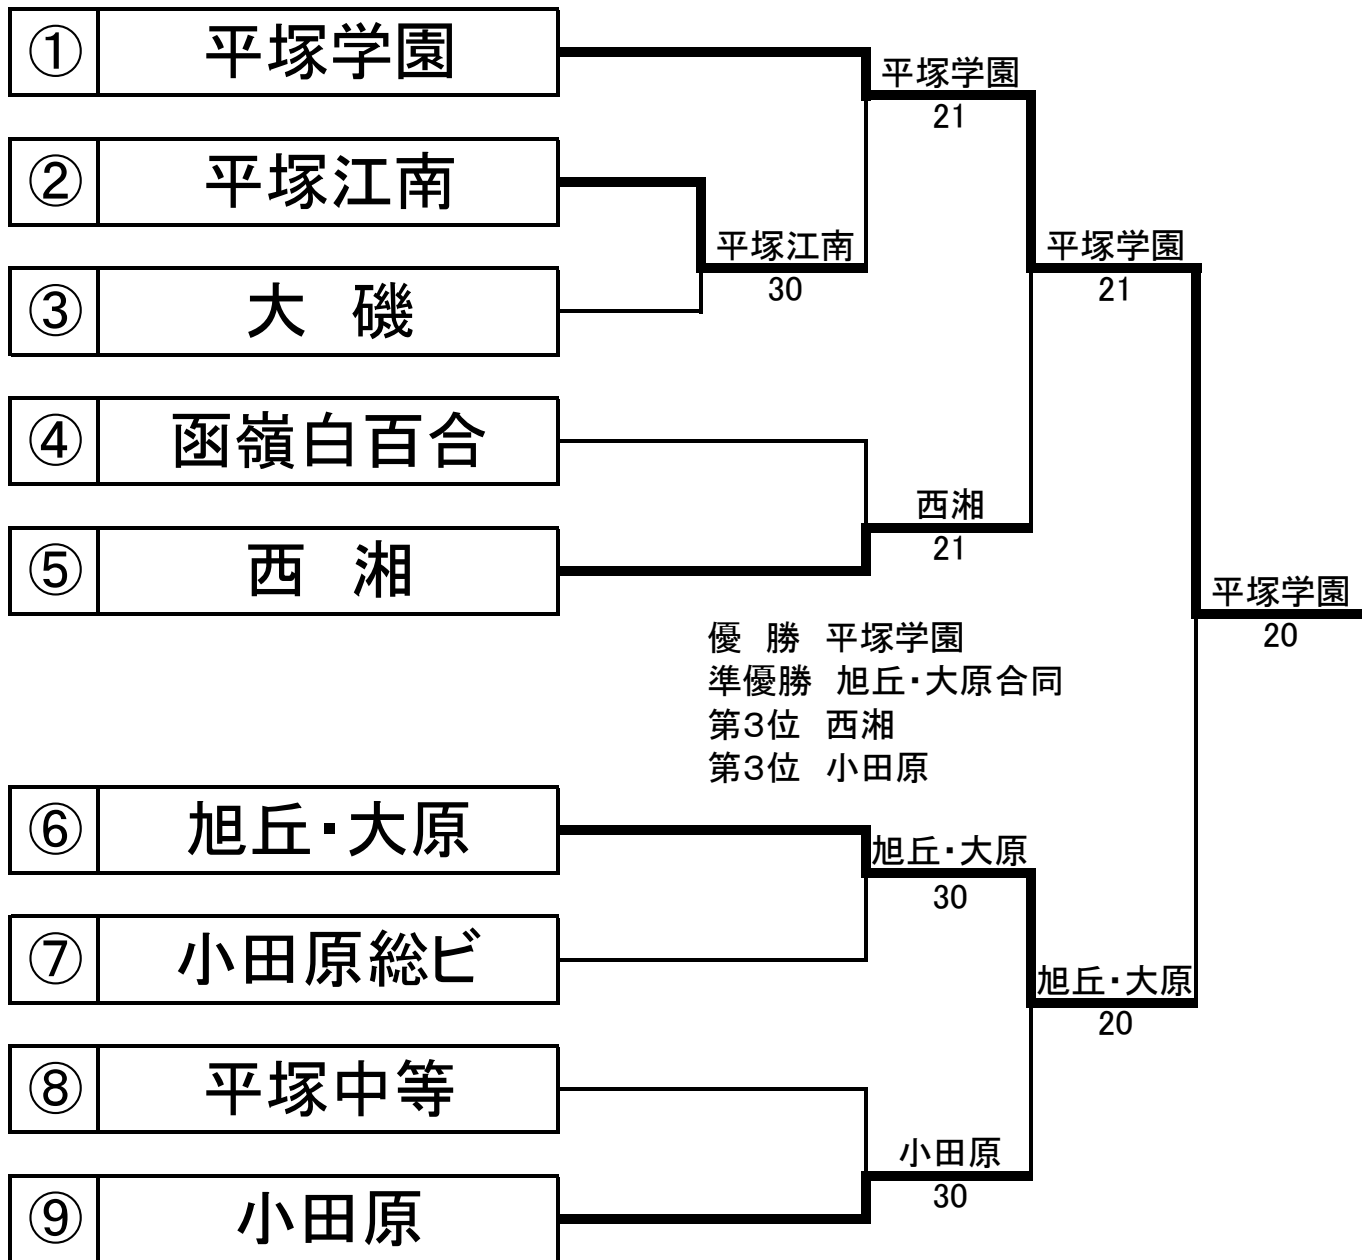 ① 平塚学園
平塚学園
21
② 平塚江南
平塚江南
30
平塚学園
21
③ 大　磯
④ 函嶺白百合
西湘
21
⑤ 西　湘
平塚学園
20
優　勝　平塚学園
準優勝　旭丘・大原合同
第3位　西湘
第3位　小田原
⑥ 旭丘・大原
旭丘・大原
30
⑦ 小田原総ビ
旭丘・大原
20
⑧ 平塚中等
小田原
30
⑨ 小田原